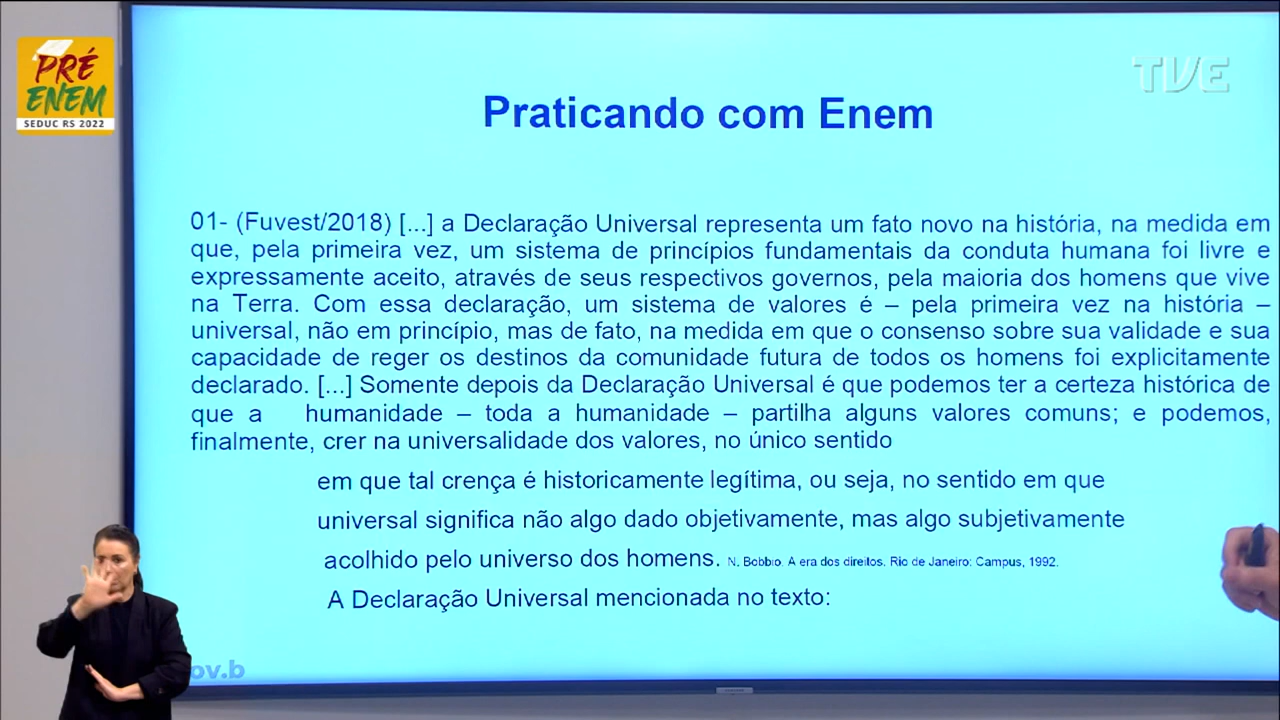 PRÉ
ENEM
SEDUC RS 2022
TVE
Praticando com Enem
01- (Fuvest/2018) [...] a Declaração Universal representa um fato novo na história, na medida em
que, pela primeira vez, um sistema de princípios fundamentais da conduta humana foi livre e
expressamente aceito, através de seus respectivos governos, pela maioria dos homens que vive
na Terra. Com essa declaração, um sistema de valores é – pela primeira vez na história –
universal, não em princípio, mas de fato, na medida em que o consenso sobre sua validade e sua
capacidade de reger os destinos da comunidade futura de todos os homens foi explicitamente
declarado. [...] Somente depois da Declaração Universal é que podemos ter a certeza histórica de
que a humanidade – toda a humanidade – partilha alguns valores comuns; e podemos,
finalmente, crer na universalidade dos valores, no único sentido
em que tal crença é historicamente legítima, ou seja, no sentido em que
universal significa não algo dado objetivamente, mas algo subjetivamente
acolhido pelo universo dos homens. N. Bobbio. A era dos direitos. Rio de Janeiro: Campus, 1992.
A Declaração Universal mencionada no texto:
ov.b